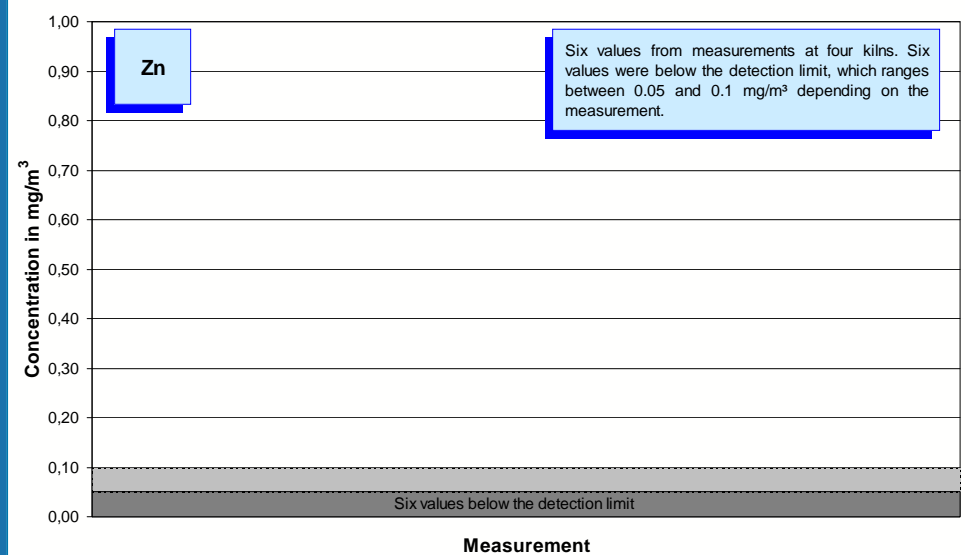 1,00
0,90
0,80
0,70
0,60
0,50
0,40
0,30
0,20
0,10
0,00
Concentration in mg/m³
Zn
Six values from measurements at four kilns. Six
values were below the detection limit, which ranges
between 0.05 and 0.1 mg/m³ depending on the
measurement.
Six values below the detection limit
Measurement